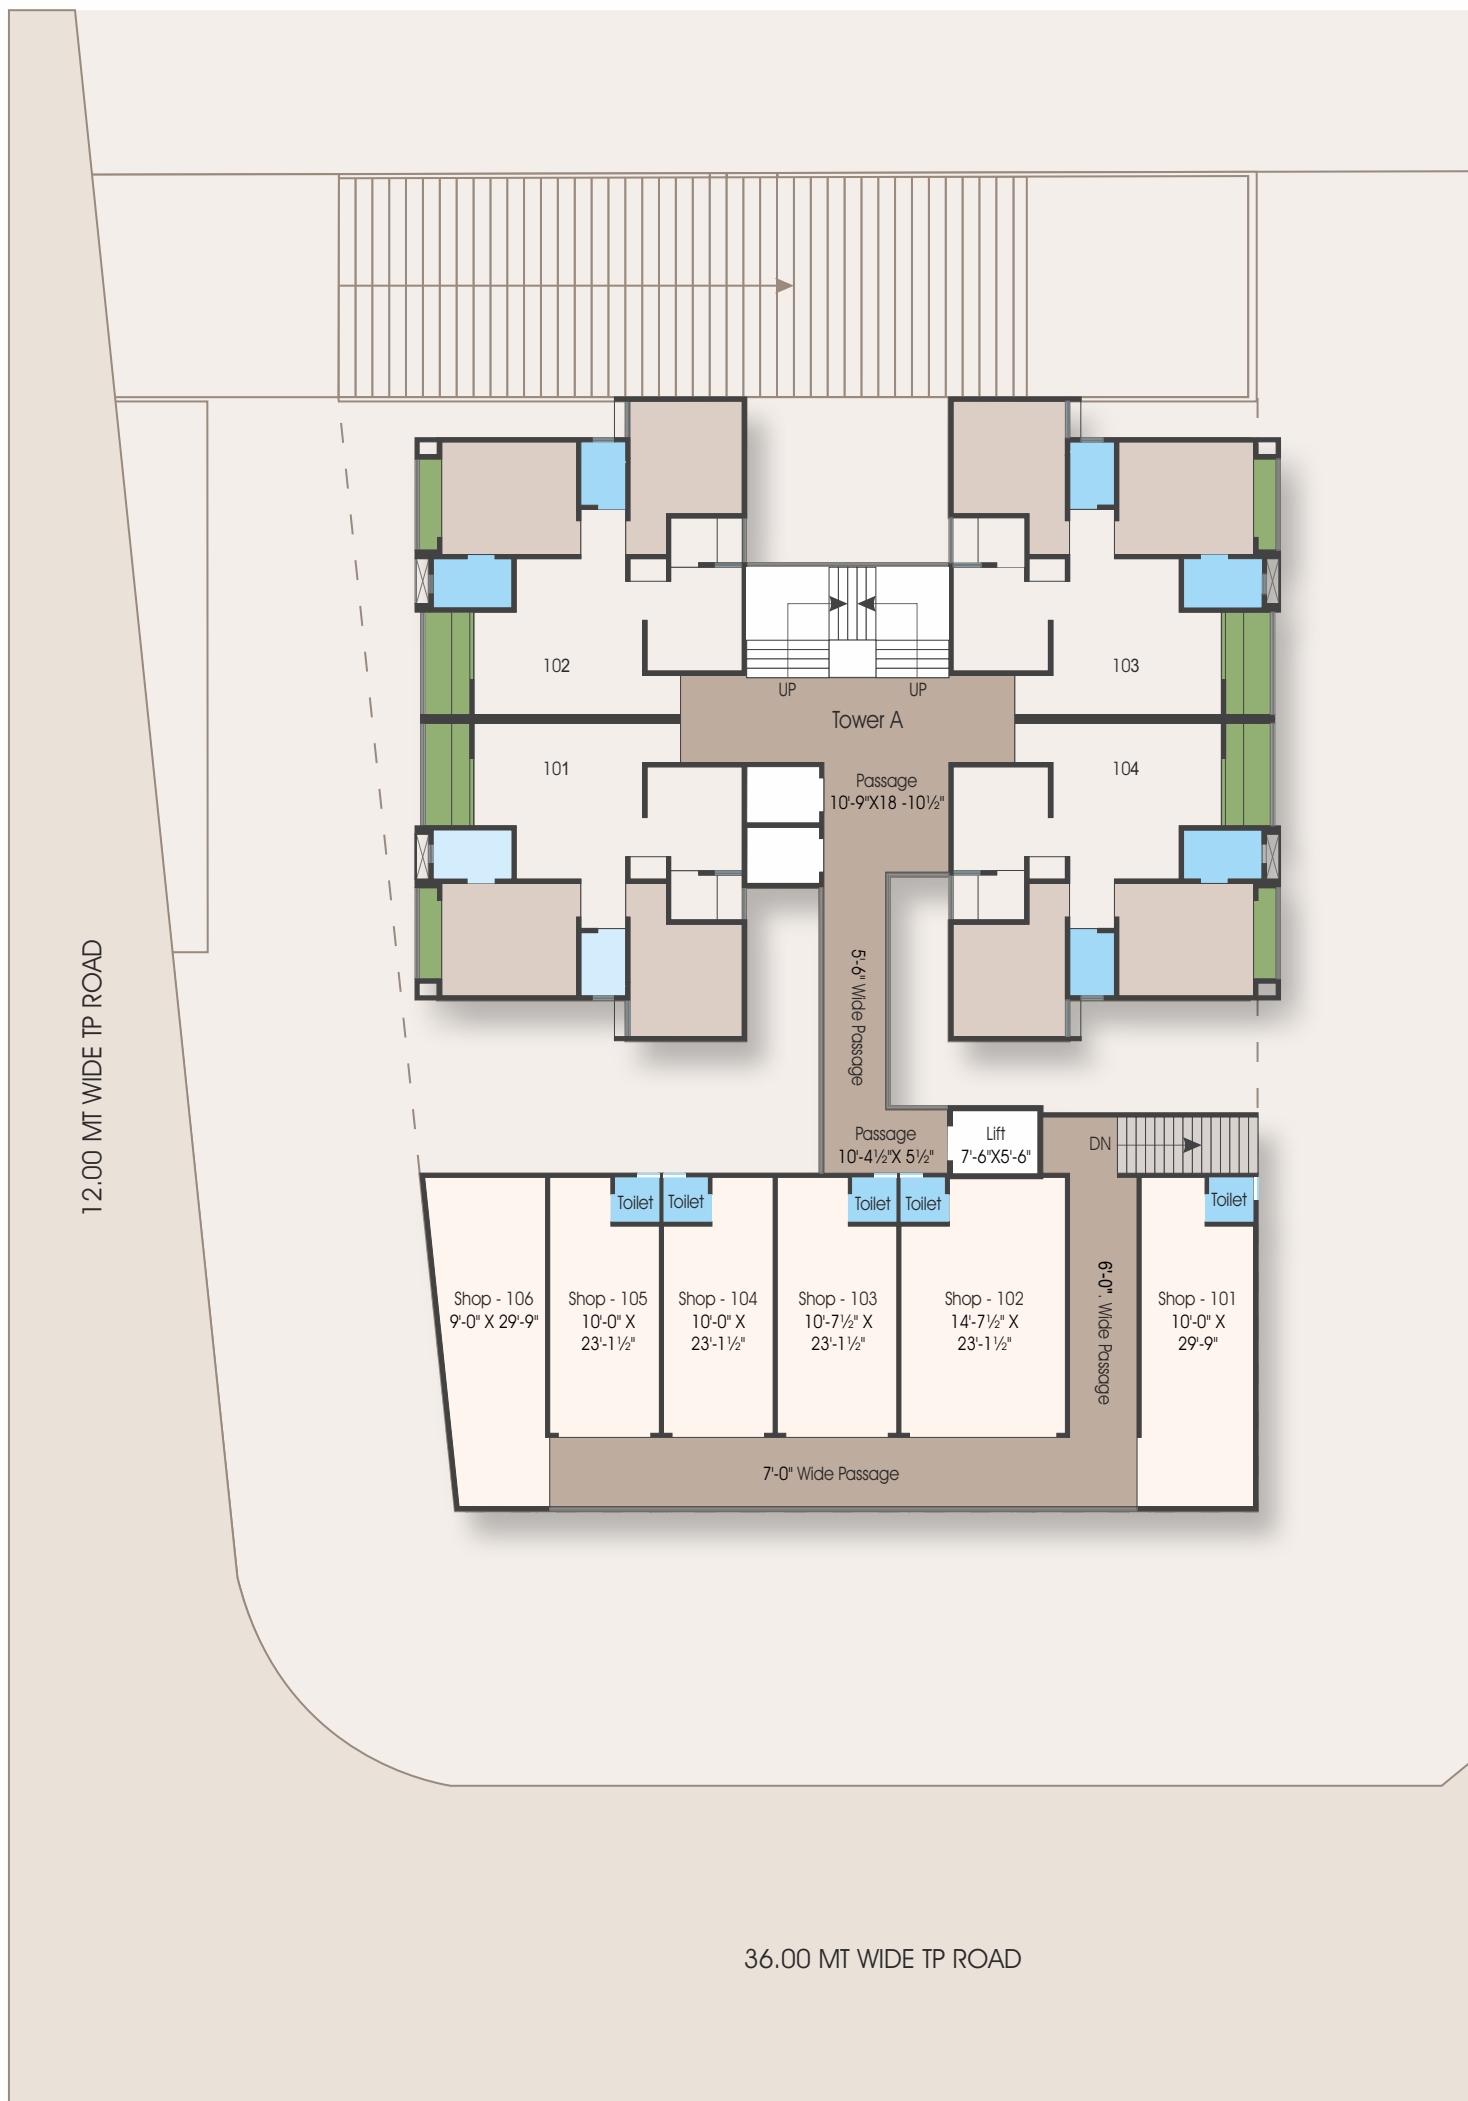 102
103
UP
UP
Tower A
101
104
Passage
10'-9"X18 -10½"
5'-6" Wide Passage
12.00 MT WIDE TP ROAD
Passage
10'-4½"X 5½"
Lift
7'-6"X5'-6"
DN
Toilet
Toilet
Toilet
Toilet
Toilet
Shop - 106
9'-0" X 29'-9"
Shop - 105
10'-0" X
23'-1½"
Shop - 104
10'-0" X
23'-1½"
Shop - 103
10'-7½" X
23'-1½"
Shop - 102
14'-7½" X
23'-1½"
6'-0". Wide Passage
Shop - 101
10'-0" X
29'-9"
7'-0" Wide Passage
36.00 MT WIDE TP ROAD